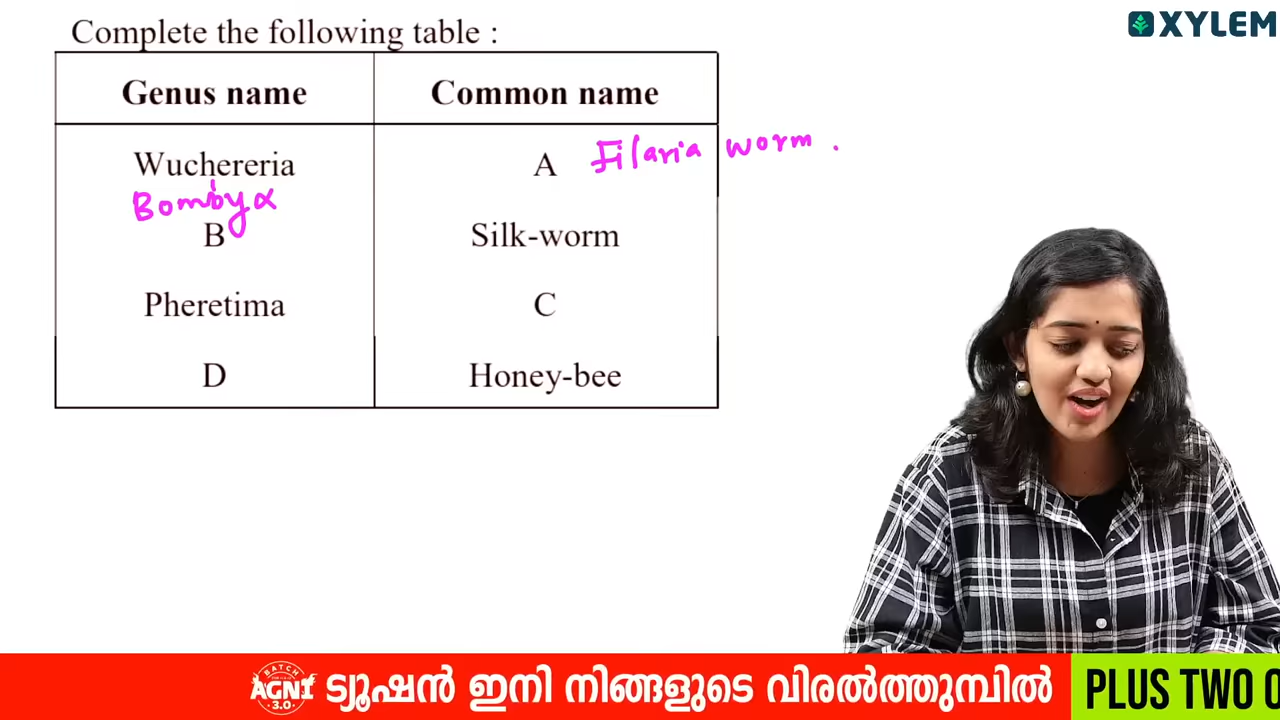 XYLEM
Complete the following table :
Genus name Common name
Wuchereria A Filaria worm .
Bombyx
B Silk-worm
Pheretima C
D Honey-bee
BATCH
AGNI
3.0
ട്യൂഷൻ ഇനി നിങ്ങളുടെ വിരൽത്തുമ്പിൽ
PLUS TWO O